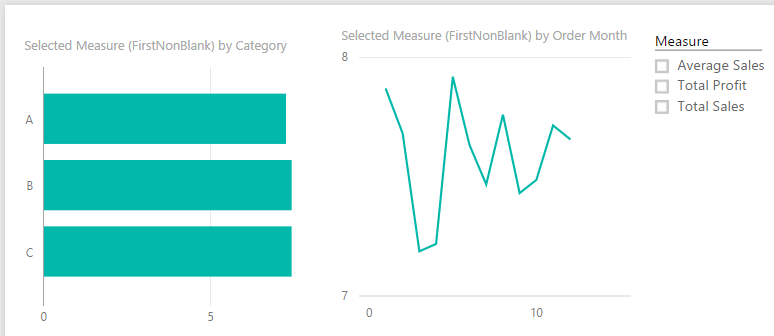 Selected Measure (FirstNonBlank) by Category
A
B
C
0 5
Selected Measure (FirstNonBlank) by Order Month
8
7
0 10
Measure
Average Sales
Total Profit
Total Sales